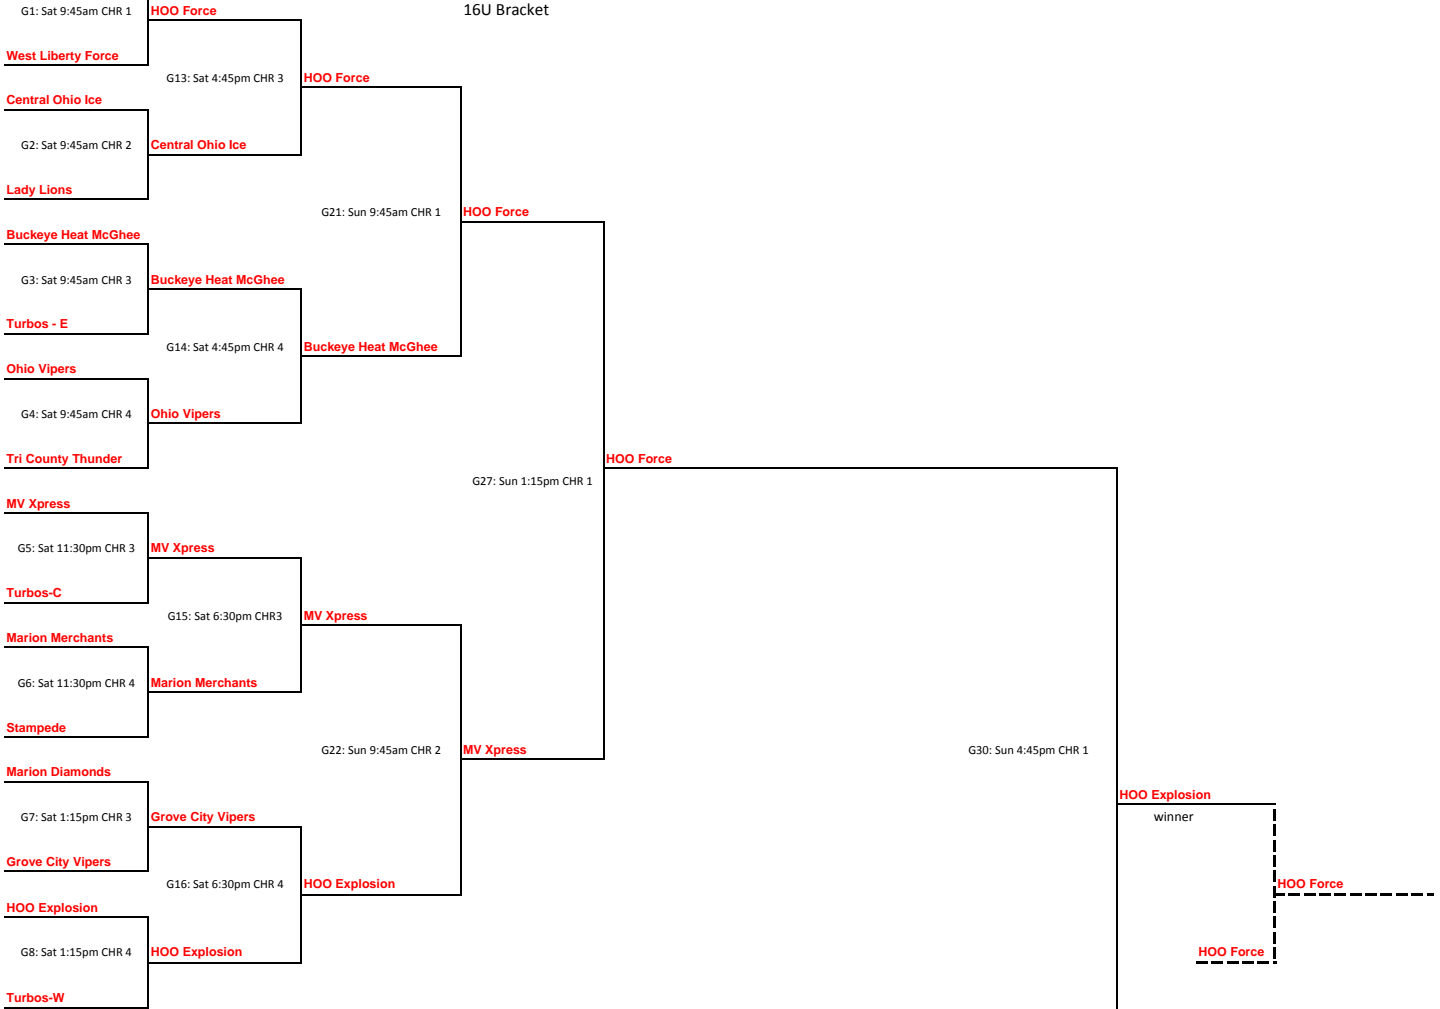 16U Bracket
G1: Sat 9:45am CHR 1
HOO Force
West Liberty Force
G13: Sat 4:45pm CHR 3
HOO Force
Central Ohio Ice
G2: Sat 9:45am CHR 2
Central Ohio Ice
Lady Lions
G21: Sun 9:45am CHR 1
HOO Force
Buckeye Heat McGhee
G3: Sat 9:45am CHR 3
Buckeye Heat McGhee
Turbos - E
G14: Sat 4:45pm CHR 4
Buckeye Heat McGhee
Ohio Vipers
G4: Sat 9:45am CHR 4
Ohio Vipers
Tri County Thunder
HOO Force
G27: Sun 1:15pm CHR 1
MV Xpress
G5: Sat 11:30pm CHR 3
MV Xpress
Turbos-C
G15: Sat 6:30pm CHR3
MV Xpress
Marion Merchants
G6: Sat 11:30pm CHR 4
Marion Merchants
Stampede
G22: Sun 9:45am CHR 2
MV Xpress
G30: Sun 4:45pm CHR 1
Marion Diamonds
HOO Explosion
G7: Sat 1:15pm CHR 3
Grove City Vipers
winner
Grove City Vipers
G16: Sat 6:30pm CHR 4
HOO Explosion
HOO Force
HOO Explosion
G8: Sat 1:15pm CHR 4
HOO Explosion
HOO Force
Turbos-W